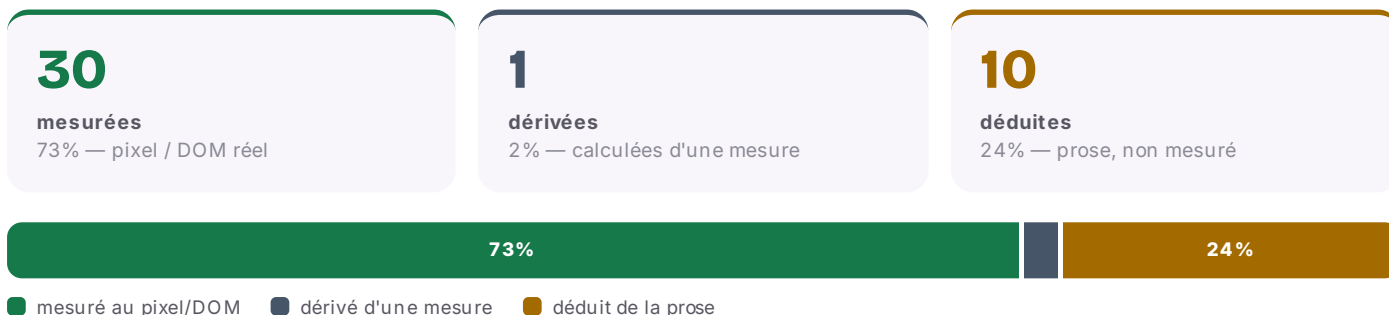 30
mesurées
73% — pixel / DOM réel
1
dérivées
2% — calculées d'une mesure
10
déduites
24% — prose, non mesuré
73%
24%
mesuré au pixel/DOM
dérivé d'une mesure
déduit de la prose